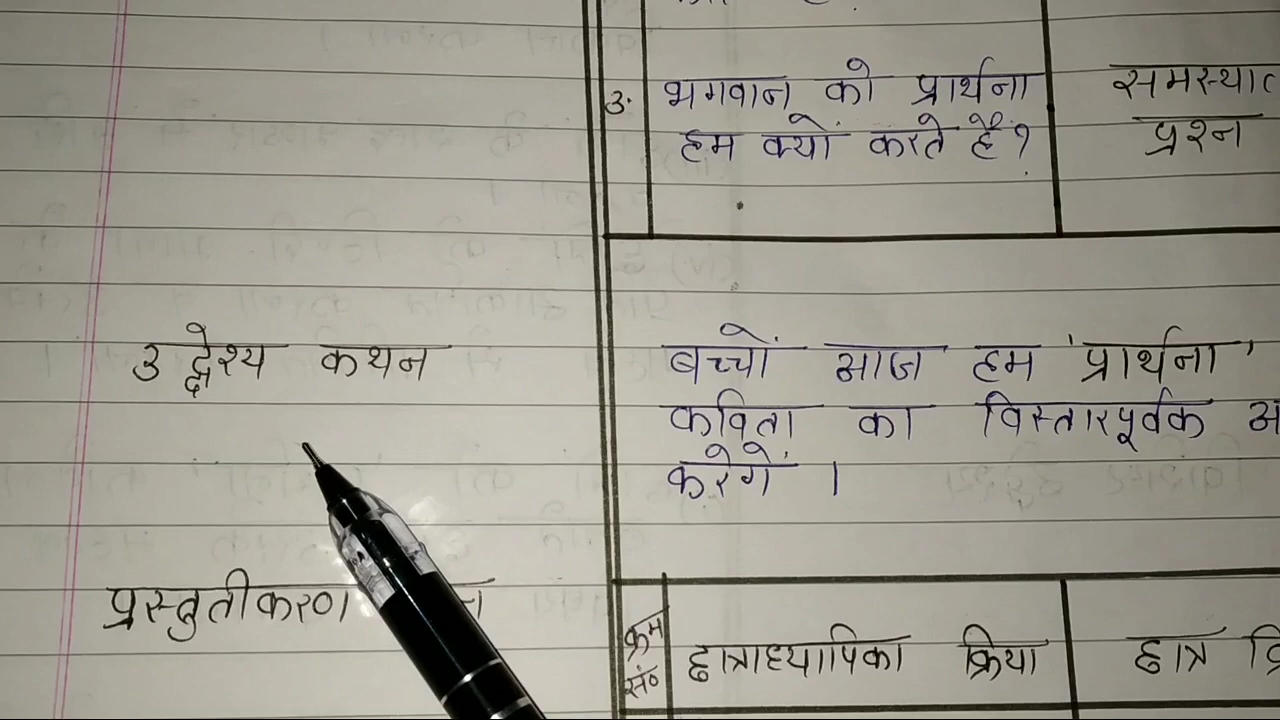 3. भगवान को प्रार्थना समस्यात
हम क्यों करते है? प्रश्न
उद्देश्य कथन बच्चों आज हम 'प्रार्थना'
कविता का विस्तारपूर्वक अ
करेगें ।
प्रस्तुतीकरण
क्रम सं० छात्राध्यापिका क्रिया छात्र